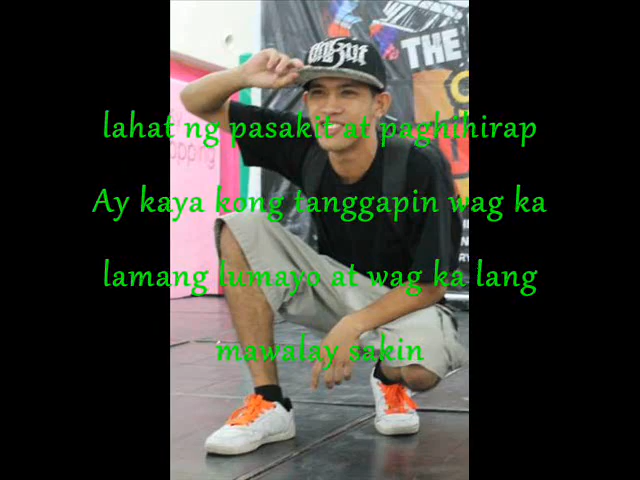 THE
lahat ng pasakit at paghihirap
Ay kaya kong tanggapin wag ka
lamang lumayo at wag ka lang
mawalay sakin